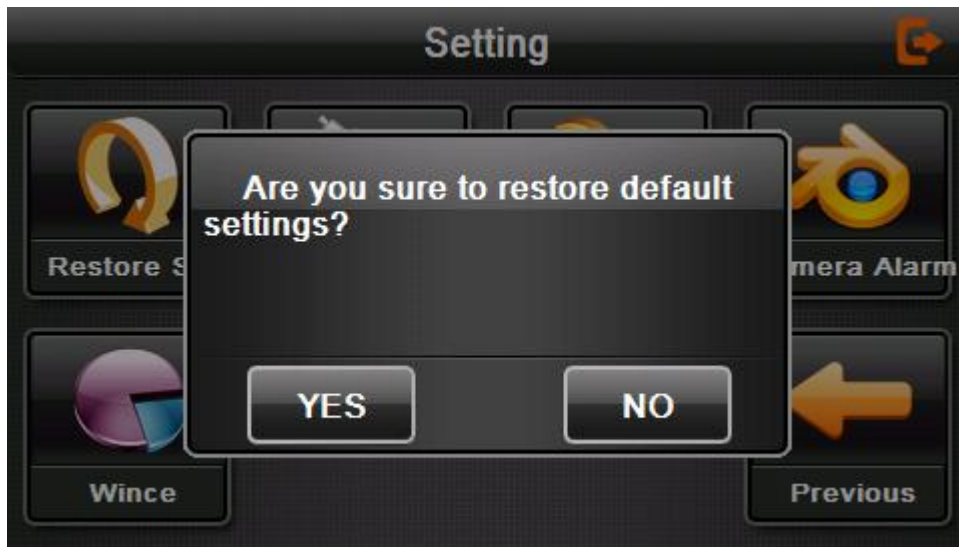 Setting
Are you sure to restore default
settings?
Restore S
mera Alarm
YES
NO
Wince
Previous